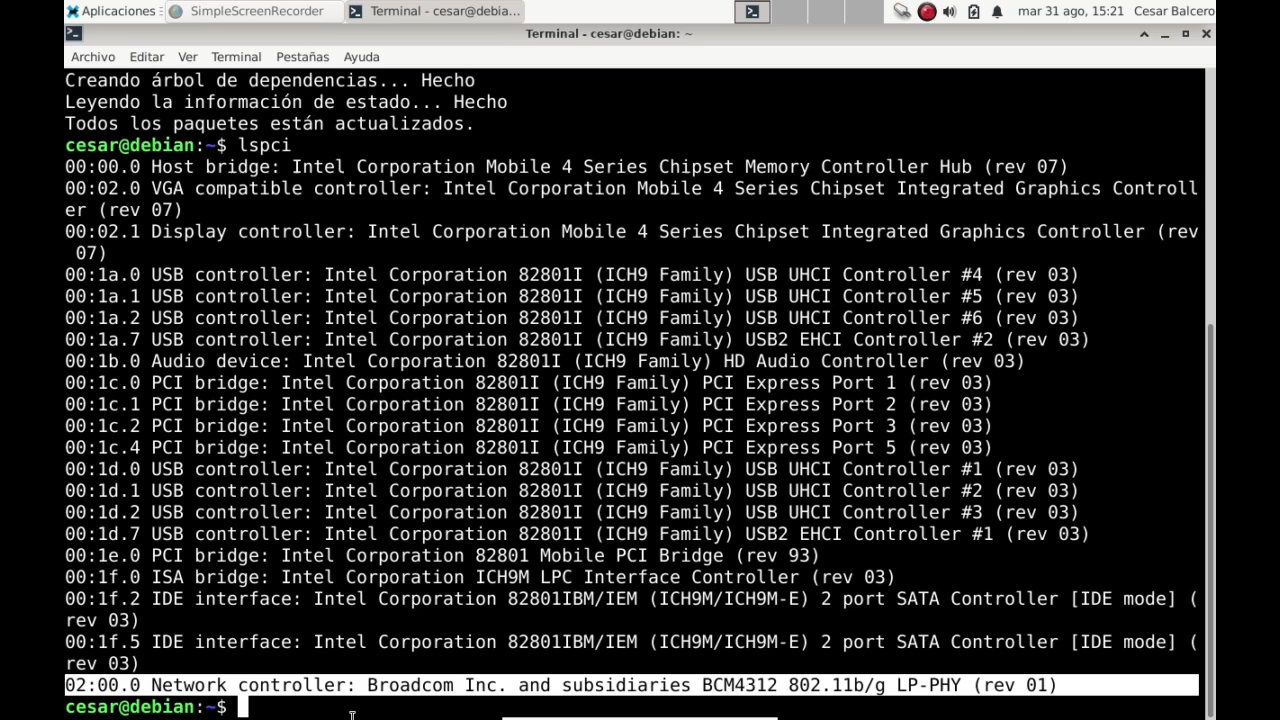 Aplicaciones
SimpleScreenRecorder
Terminal - cesar@debia...
mar 31 ago, 15:21
Cesar Balcero
Terminal - cesar@debian: ~
Archivo Editar Ver Terminal Pestañas Ayuda
Creando árbol de dependencias... Hecho
Leyendo la información de estado... Hecho
Todos los paquetes están actualizados.
cesar@debian:~$ lspci
00:00.0 Host bridge: Intel Corporation Mobile 4 Series Chipset Memory Controller Hub (rev 07)
00:02.0 VGA compatible controller: Intel Corporation Mobile 4 Series Chipset Integrated Graphics Controll
er (rev 07)
00:02.1 Display controller: Intel Corporation Mobile 4 Series Chipset Integrated Graphics Controller (rev
07)
00:1a.0 USB controller: Intel Corporation 82801I (ICH9 Family) USB UHCI Controller #4 (rev 03)
00:1a.1 USB controller: Intel Corporation 82801I (ICH9 Family) USB UHCI Controller #5 (rev 03)
00:1a.2 USB controller: Intel Corporation 82801I (ICH9 Family) USB UHCI Controller #6 (rev 03)
00:1a.7 USB controller: Intel Corporation 82801I (ICH9 Family) USB2 EHCI Controller #2 (rev 03)
00:1b.0 Audio device: Intel Corporation 82801I (ICH9 Family) HD Audio Controller (rev 03)
00:1c.0 PCI bridge: Intel Corporation 82801I (ICH9 Family) PCI Express Port 1 (rev 03)
00:1c.1 PCI bridge: Intel Corporation 82801I (ICH9 Family) PCI Express Port 2 (rev 03)
00:1c.2 PCI bridge: Intel Corporation 82801I (ICH9 Family) PCI Express Port 3 (rev 03)
00:1c.4 PCI bridge: Intel Corporation 82801I (ICH9 Family) PCI Express Port 5 (rev 03)
00:1d.0 USB controller: Intel Corporation 82801I (ICH9 Family) USB UHCI Controller #1 (rev 03)
00:1d.1 USB controller: Intel Corporation 82801I (ICH9 Family) USB UHCI Controller #2 (rev 03)
00:1d.2 USB controller: Intel Corporation 82801I (ICH9 Family) USB UHCI Controller #3 (rev 03)
00:1d.7 USB controller: Intel Corporation 82801I (ICH9 Family) USB2 EHCI Controller #1 (rev 03)
00:1e.0 PCI bridge: Intel Corporation 82801 Mobile PCI Bridge (rev 93)
00:1f.0 ISA bridge: Intel Corporation ICH9M LPC Interface Controller (rev 03)
00:1f.2 IDE interface: Intel Corporation 82801IBM/IEM (ICH9M/ICH9M-E) 2 port SATA Controller [IDE mode] (
rev 03)
00:1f.5 IDE interface: Intel Corporation 82801IBM/IEM (ICH9M/ICH9M-E) 2 port SATA Controller [IDE mode] (
rev 03)
02:00.0 Network controller: Broadcom Inc. and subsidiaries BCM4312 802.11b/g LP-PHY (rev 01)
cesar@debian:~$